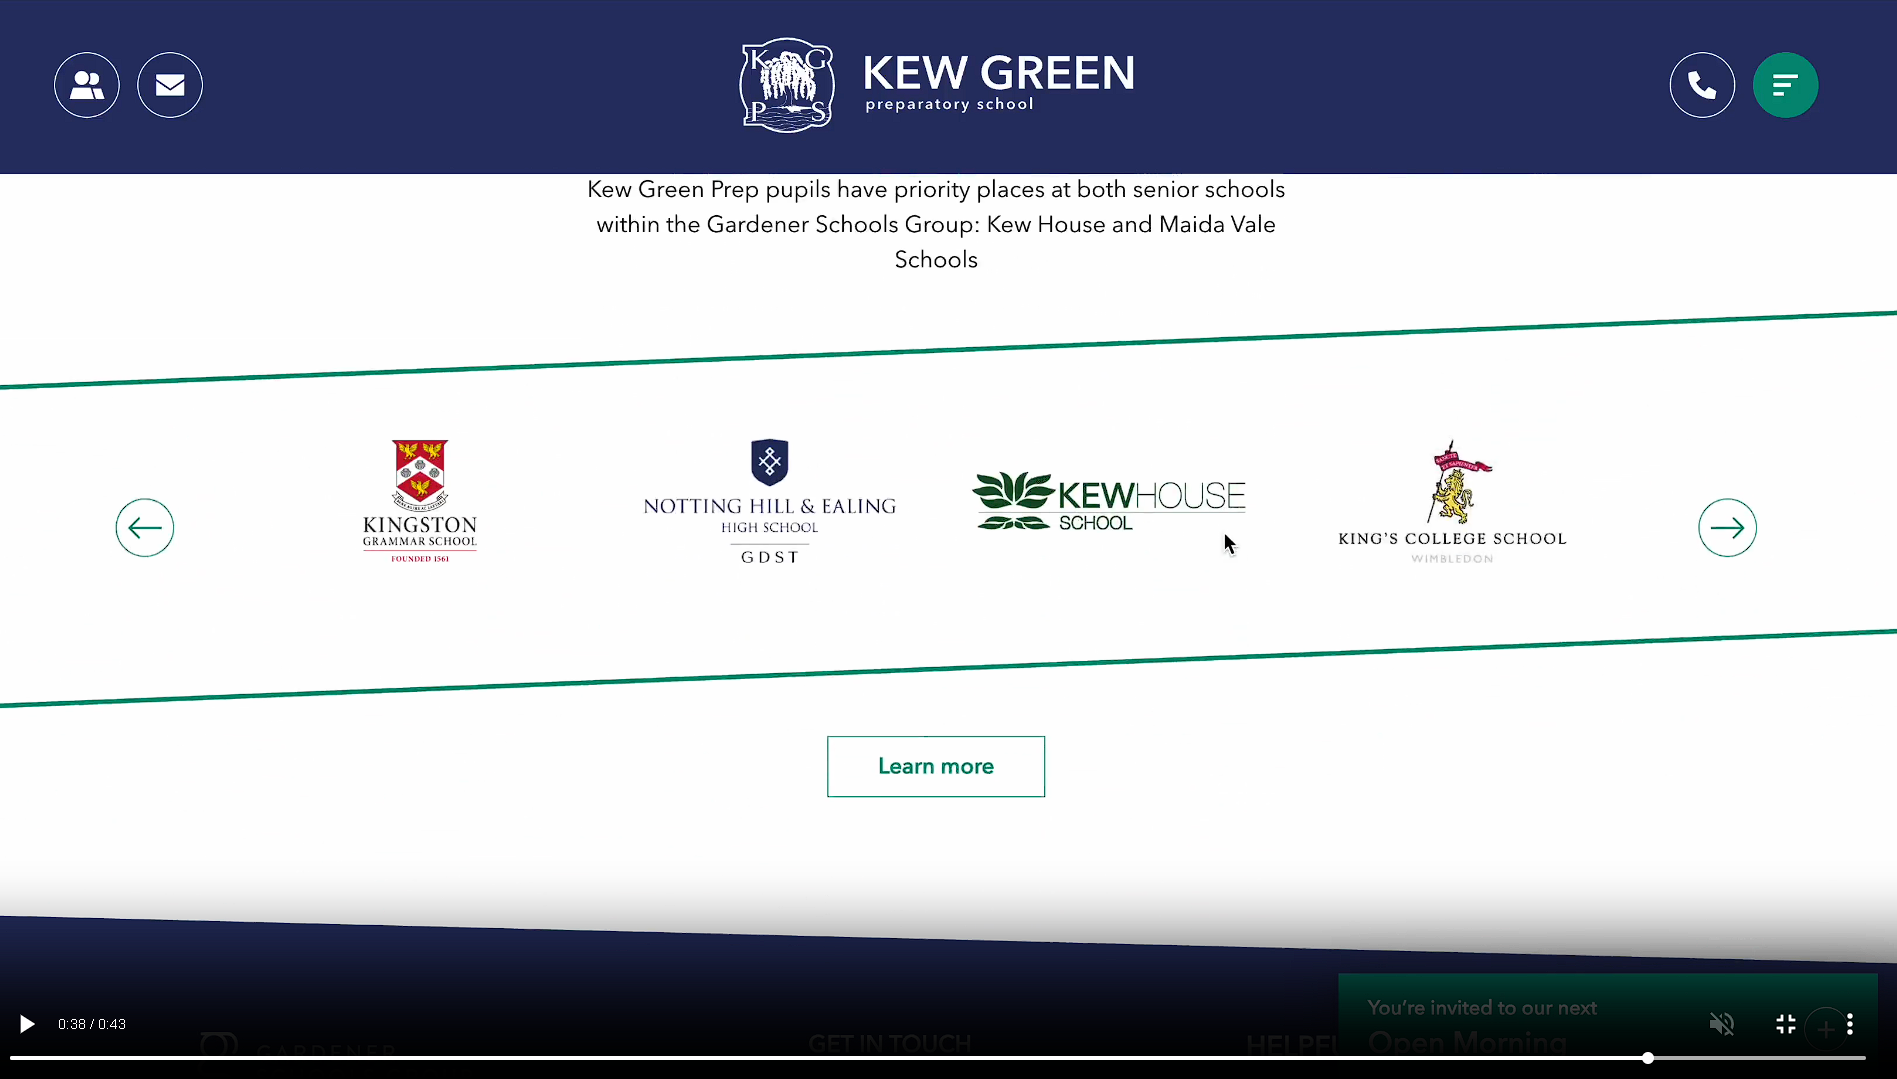 K G
P S
KEW GREEN
preparatory school
Kew Green Prep pupils have priority places at both senior schools
within the Gardener Schools Group: Kew House and Maida Vale
Schools
KINGSTON
GRAMMAR SCHOOL
FOUNDED 1561
NOTTING HILL & EALING
HIGH SCHOOL
GDST
KEWHOUSE
SCHOOL
KING'S COLLEGE SCHOOL
WIMBLEDON
Learn more
You're invited to our next
Open Morning
0:38 / 0:43
GARDENER
GET IN TOUCH